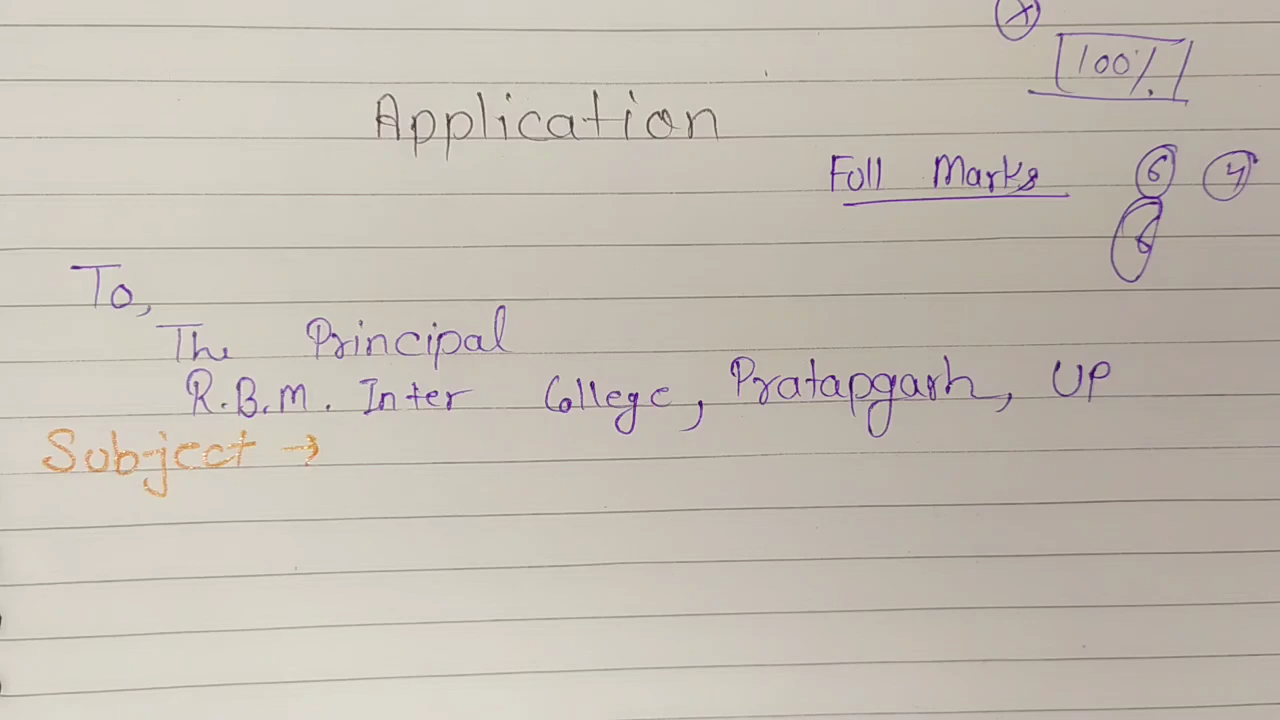 X
100%
Application
Full Marks 6 4
6
To,
The Principal
R.B.M. Inter College, Pratapgarh, UP
Subject →